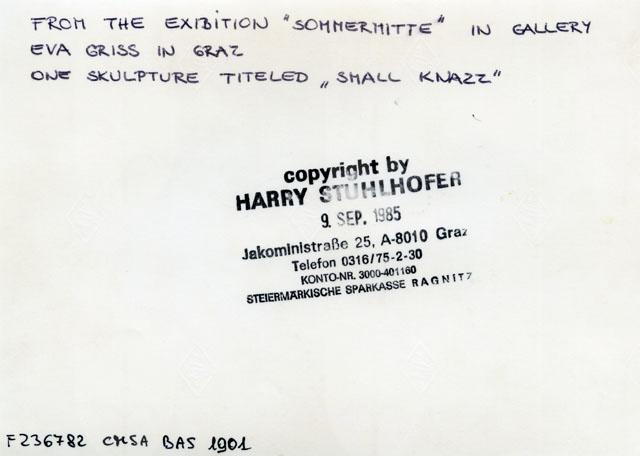 FROM THE EXIBITION "SOMMERMITTE" IN GALLERY
EVA GRISS IN GRAZ
ONE SKULPTURE TITELED „SMALL KNAZZ"
copyright by
HARRY STUHLHOFER
9. SEP. 1985
Jakoministraße 25, A-8010 Graz
Telefon 0316/75-2-30
KONTO-NR. 3000-401160
STEIERMÄRKISCHE SPARKASSE RAGNITZ
F236782 CMSA BAS 1901